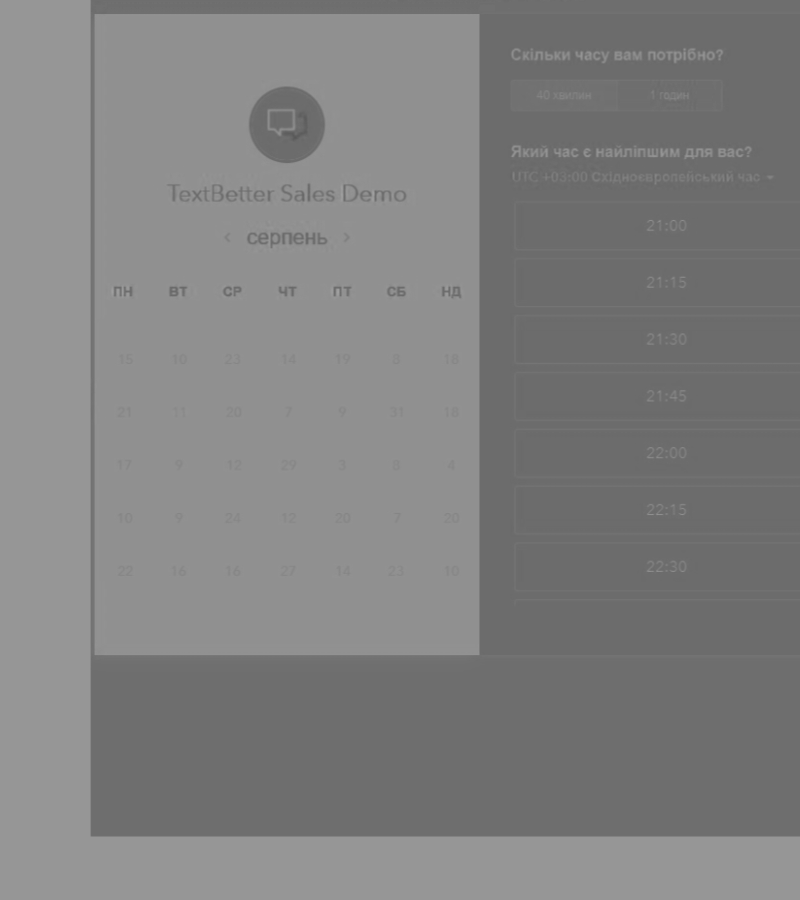 TextBetter Sales Demo
‹ серпень ›
ПН ВТ СР ЧТ ПТ СБ НД
15 10 23 14 19 8 18
21 11 20 7 9 31 18
17 9 12 29 3 8 4
10 9 24 12 20 7 20
22 16 16 27 14 23 10
Скільки часу вам потрібно?
40 хвилин 1 годин
Який час є найліпшим для вас?
UTC +03:00 Східноєвропейський час
21:00
21:15
21:30
21:45
22:00
22:15
22:30